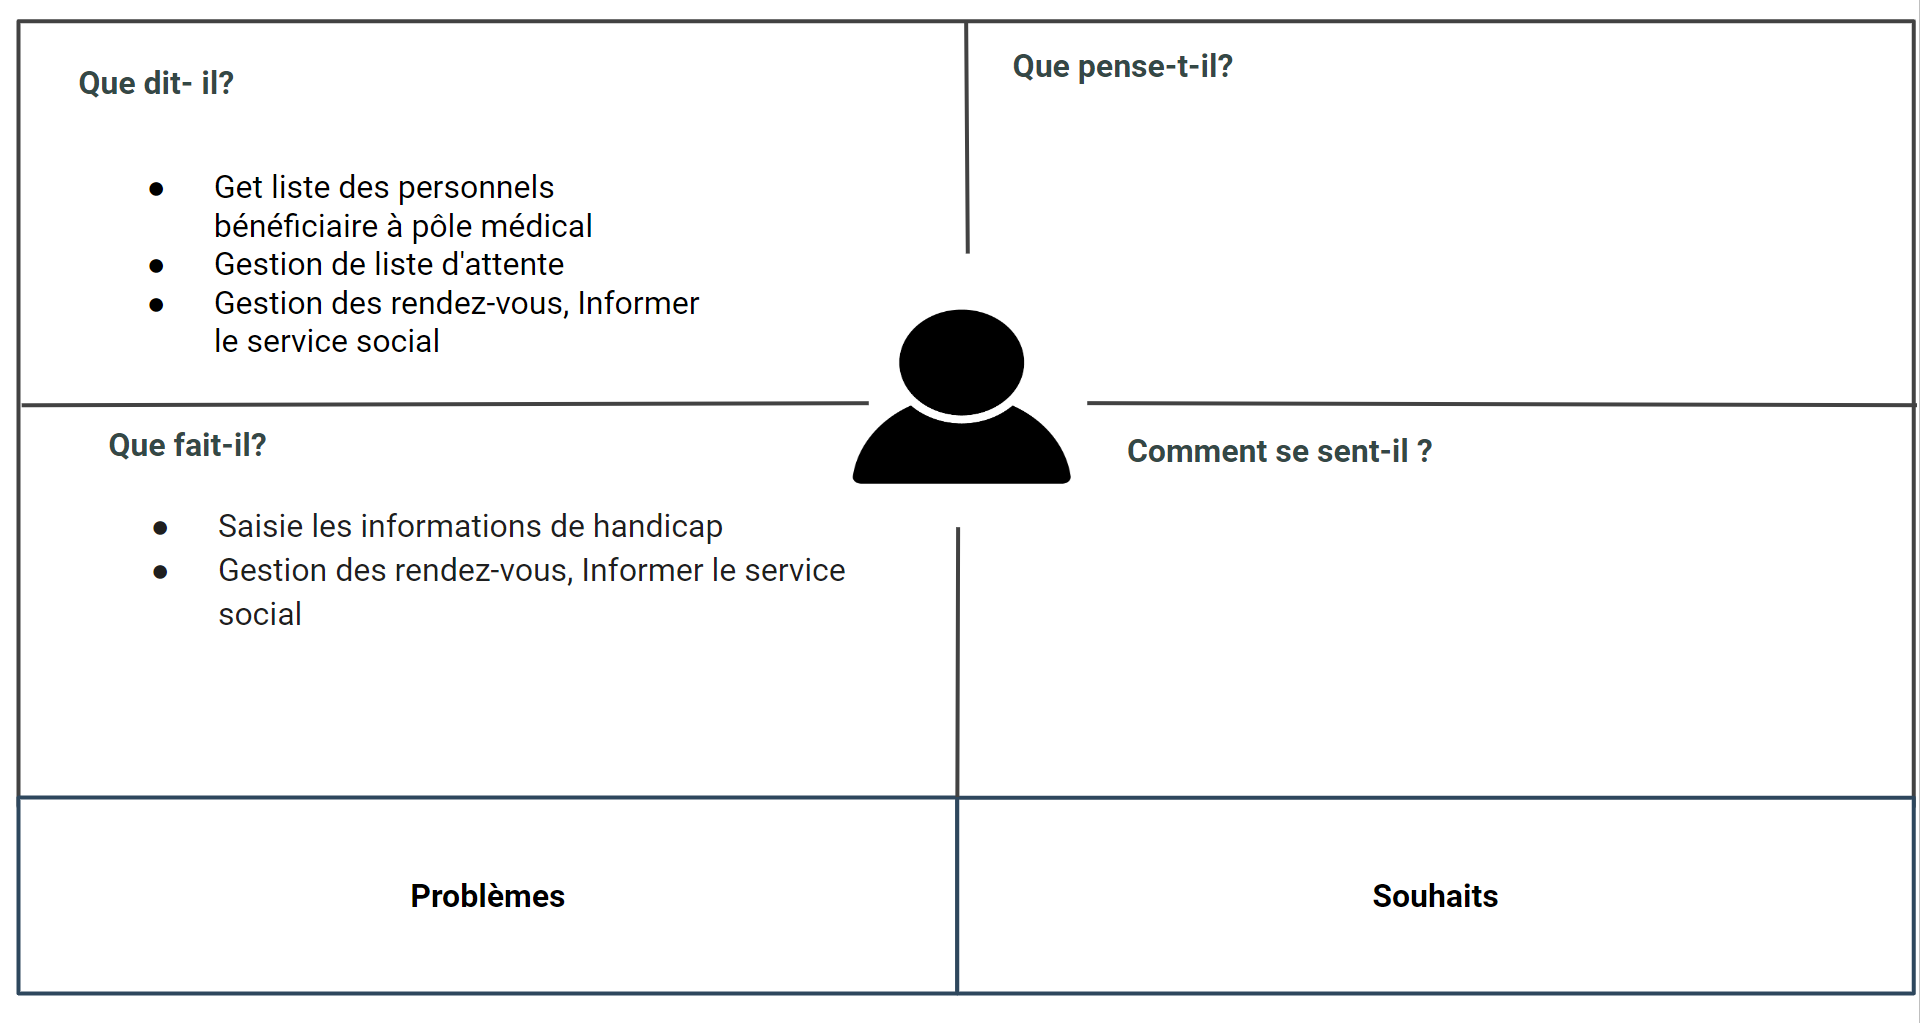 Que dit- il?
● Get liste des personnels
bénéficiaire à pôle médical
● Gestion de liste d'attente
● Gestion des rendez-vous, Informer
le service social
Que pense-t-il?
Que fait-il?
● Saisie les informations de handicap
● Gestion des rendez-vous, Informer le service
social
Comment se sent-il ?
Problèmes
Souhaits